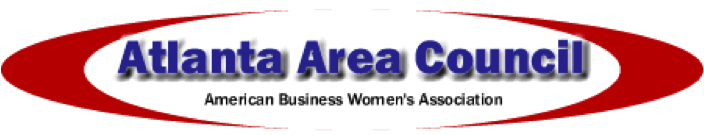 Atlanta Area Council
American Business Women's Association